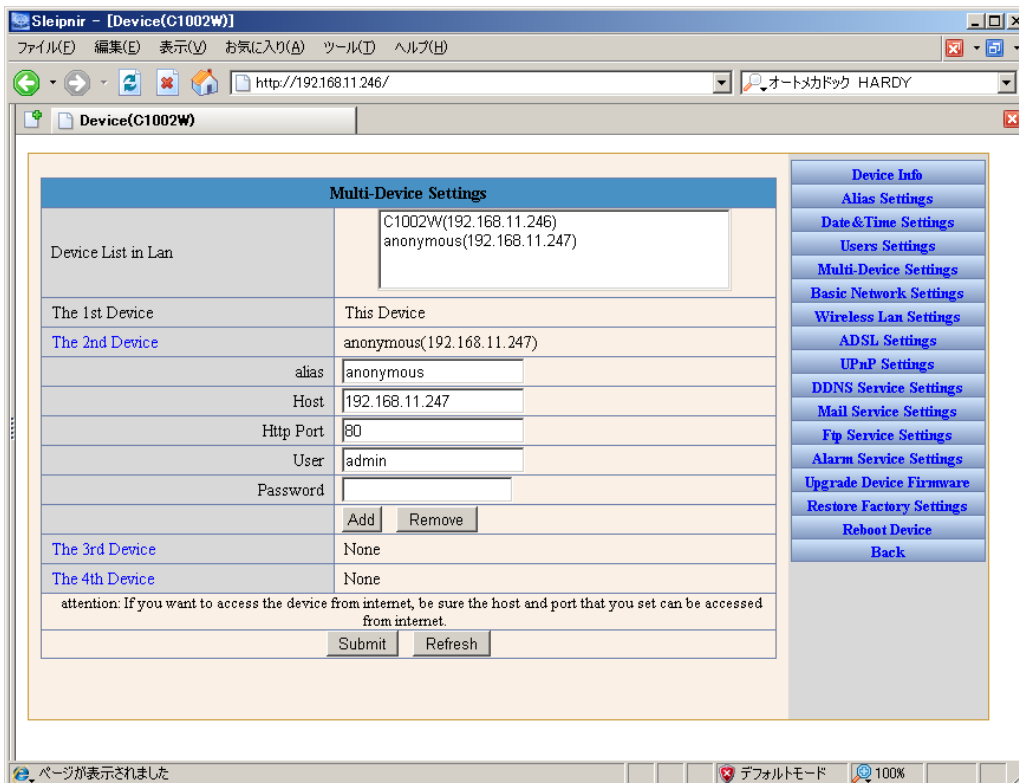 Sleipnir - [Device(C1002W)]
ファイル(F) 編集(E) 表示(V) お気に入り(A) ツール(T) ヘルプ(H)
http://192.168.11.246/
オートメカドック HARDY
Device(C1002W)
Multi-Device Settings
Device List in Lan
C1002W(192.168.11.246)
anonymous(192.168.11.247)
The 1st Device This Device
The 2nd Device anonymous(192.168.11.247)
alias anonymous
Host 192.168.11.247
Http Port 80
User admin
Password
Add Remove
The 3rd Device None
The 4th Device None
attention: If you want to access the device from internet, be sure the host and port that you set can be accessed
from internet.
Submit Refresh
Device Info
Alias Settings
Date&Time Settings
Users Settings
Multi-Device Settings
Basic Network Settings
Wireless Lan Settings
ADSL Settings
UPnP Settings
DDNS Service Settings
Mail Service Settings
Ftp Service Settings
Alarm Service Settings
Upgrade Device Firmware
Restore Factory Settings
Reboot Device
Back
ページが表示されました
デフォルトモード 100%